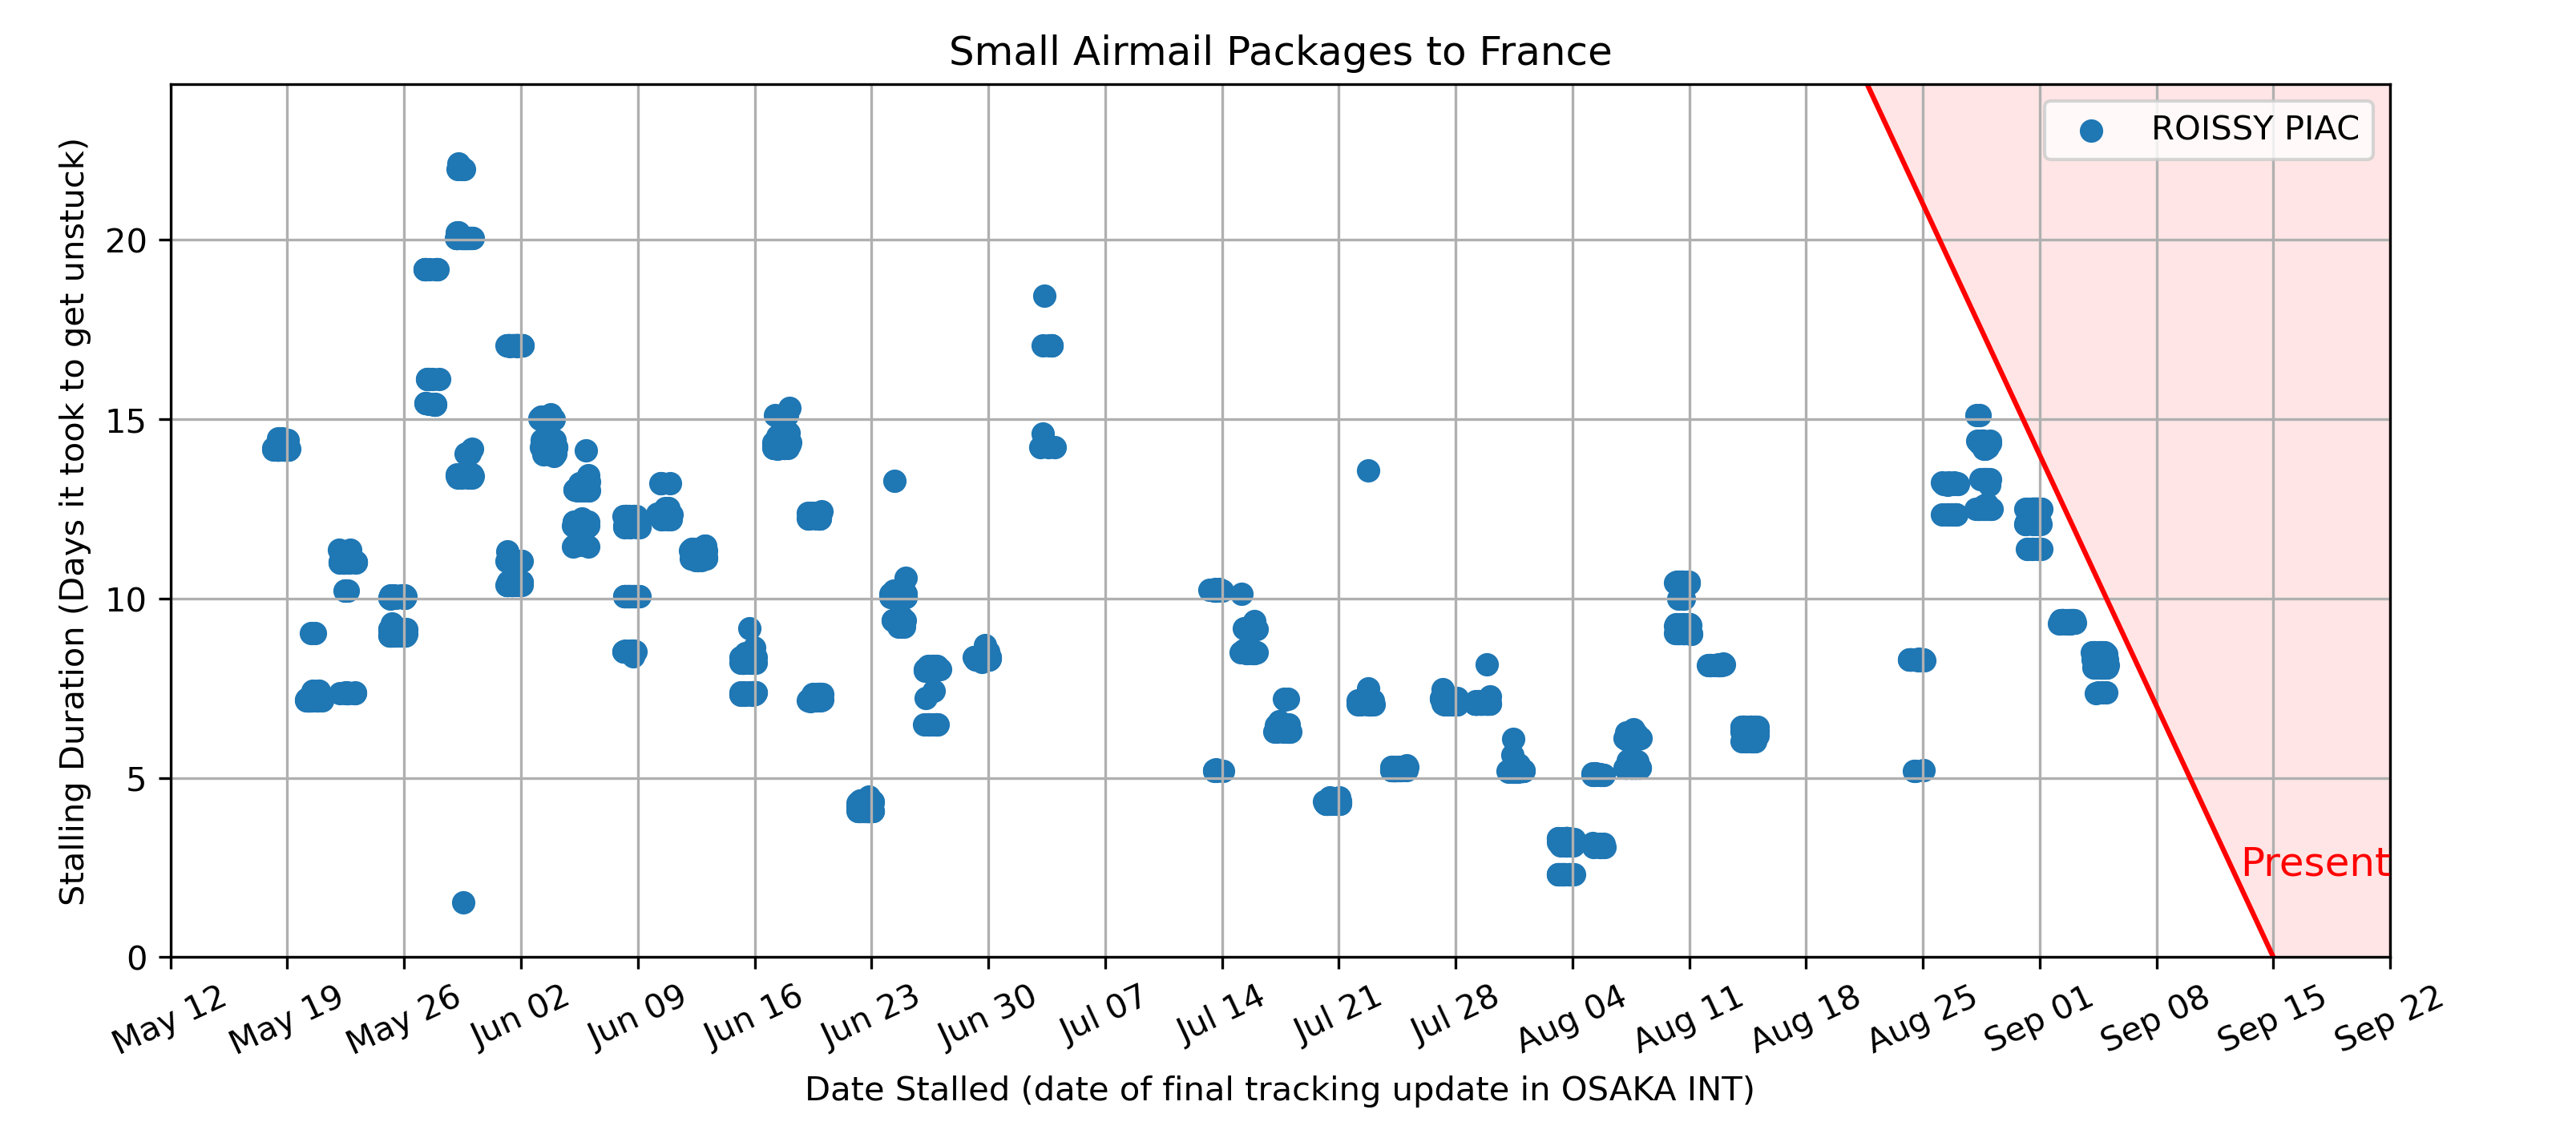 Small Airmail Packages to France
ROISSY PIAC
Stalling Duration (Days it took to get unstuck)
20
15
10
5
0
Present
May 12 May 19 May 26 Jun 02 Jun 09 Jun 16 Jun 23 Jun 30 Jul 07 Jul 14 Jul 21 Jul 28 Aug 04 Aug 11 Aug 18 Aug 25 Sep 01 Sep 08 Sep 15 Sep 22
Date Stalled (date of final tracking update in OSAKA INT)